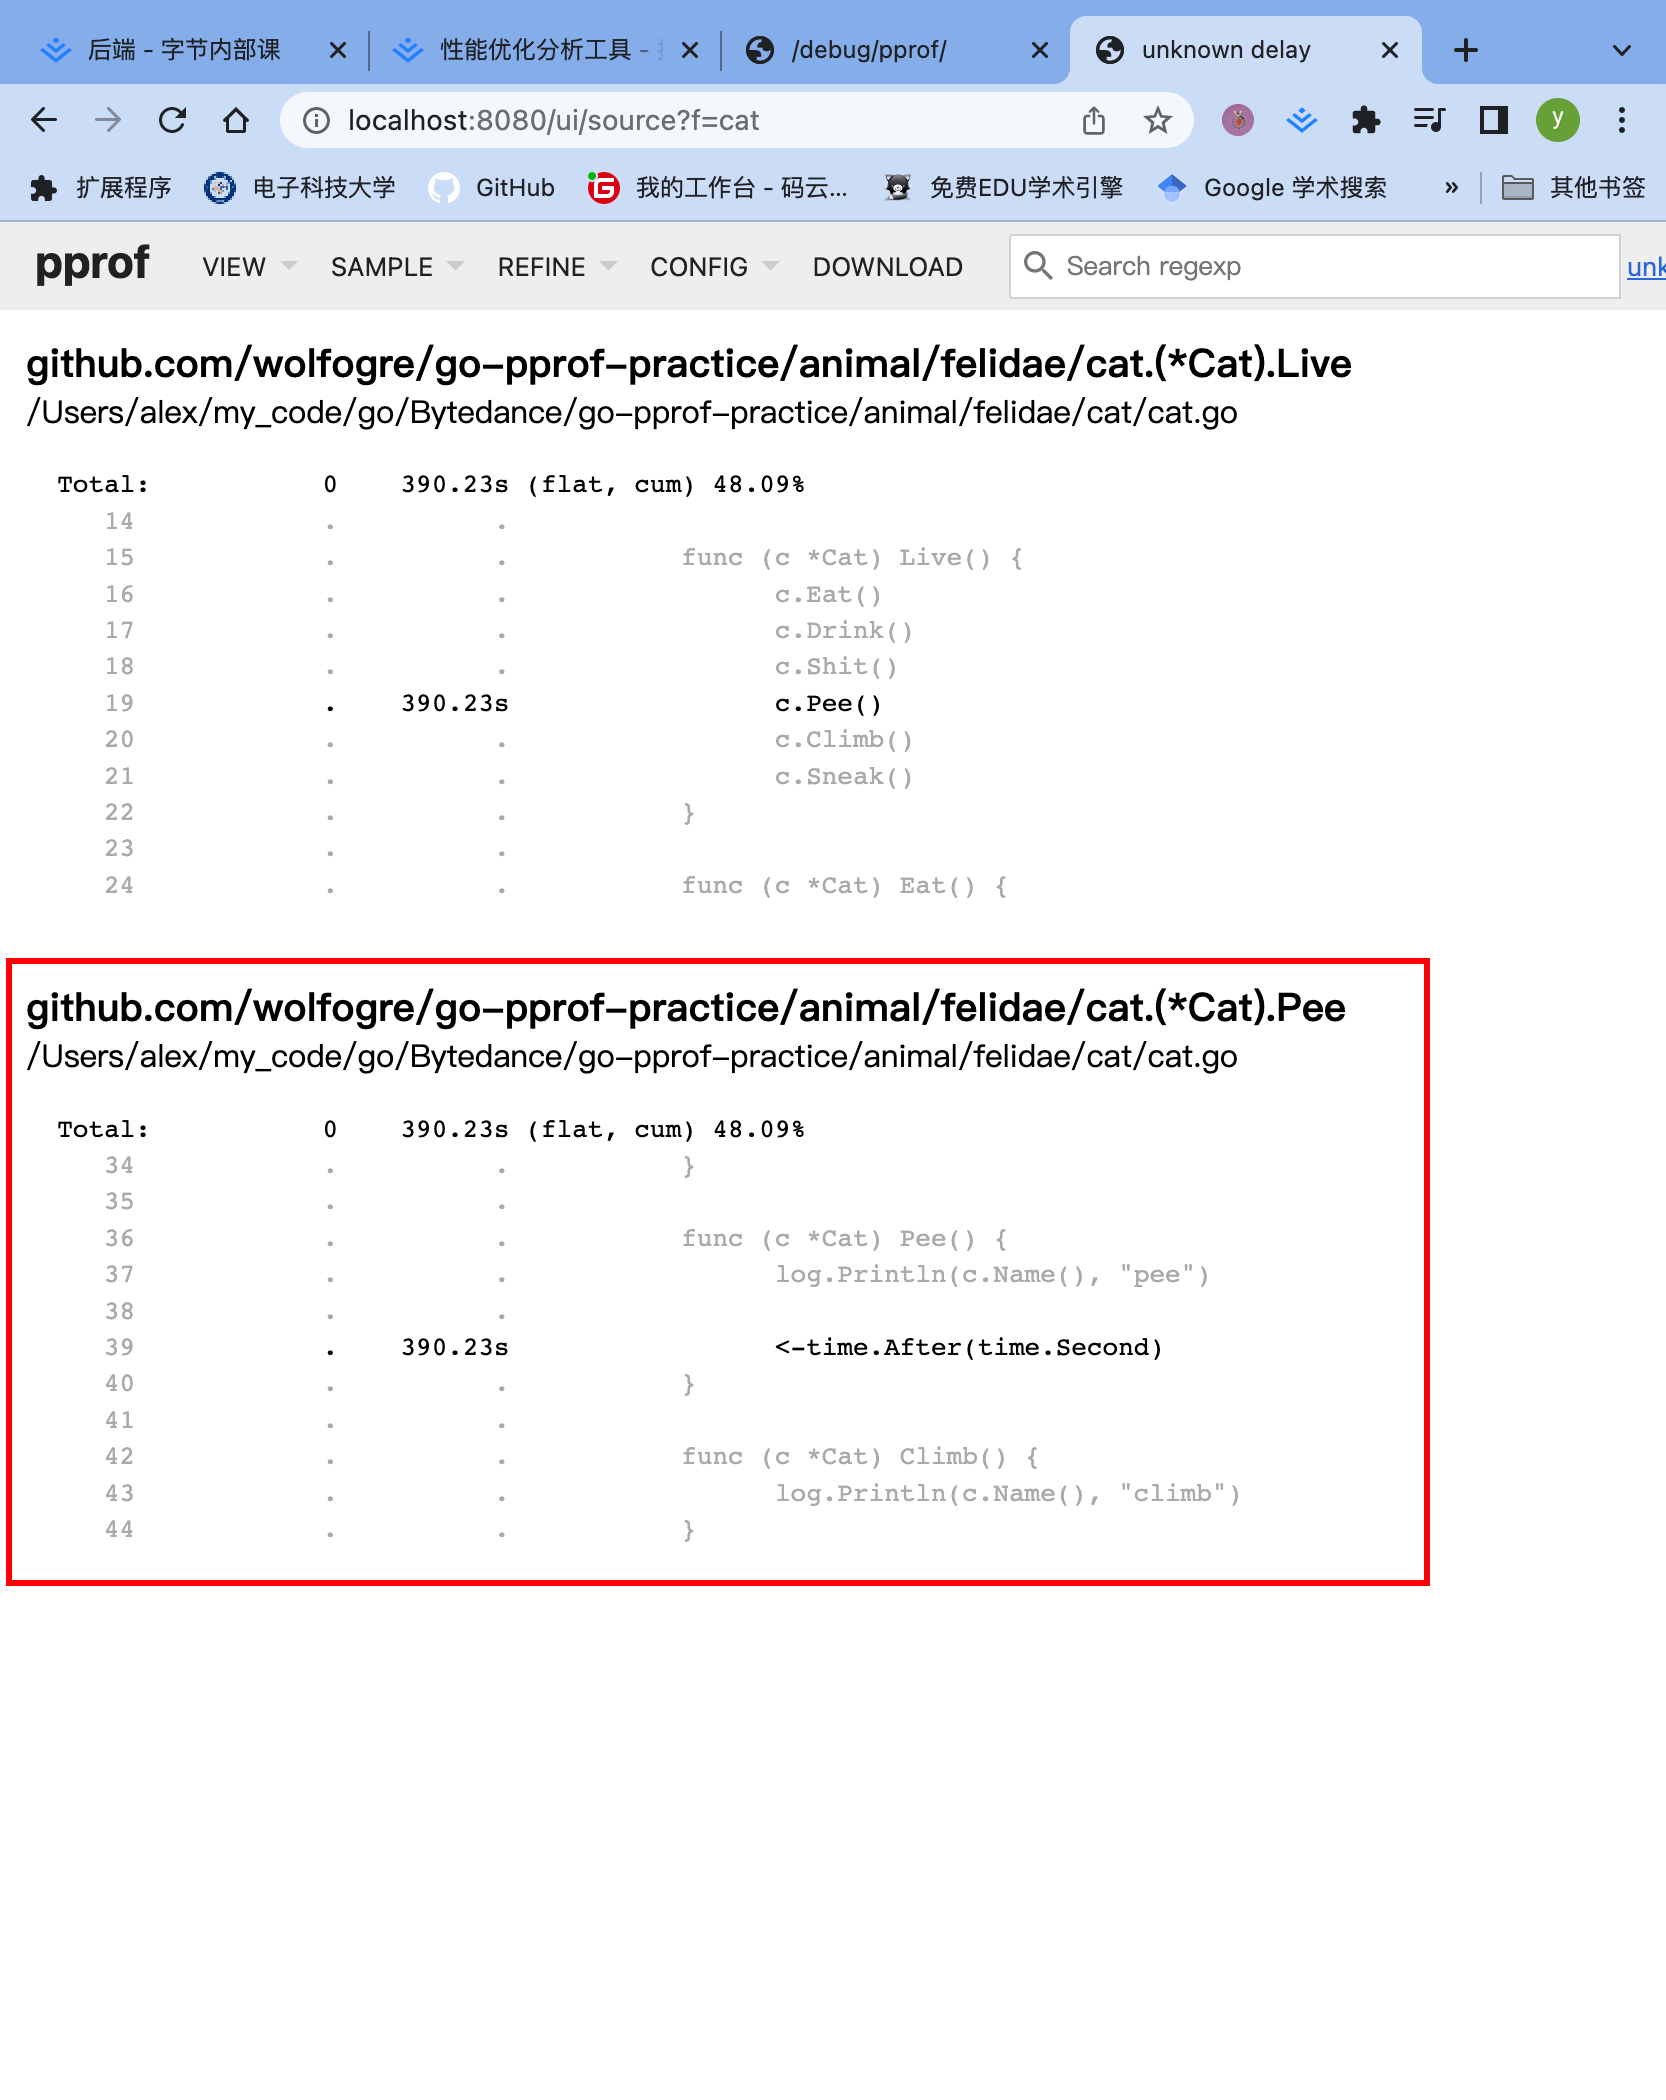 后端 - 字节内部课
性能优化分析工具 -
/debug/pprof/
unknown delay
localhost:8080/ui/source?f=cat
y
扩展程序
电子科技大学
GitHub
我的工作台 - 码云...
免费EDU学术引擎
Google 学术搜索
»
其他书签
pprof VIEW SAMPLE REFINE CONFIG DOWNLOAD Search regexp unk
github.com/wolfogre/go-pprof-practice/animal/felidae/cat.(*Cat).Live
/Users/alex/my_code/go/Bytedance/go-pprof-practice/animal/felidae/cat/cat.go
Total: 0 390.23s (flat, cum) 48.09%
14 . .
15 . . func (c *Cat) Live() {
16 . . c.Eat()
17 . . c.Drink()
18 . . c.Shit()
19 . 390.23s c.Pee()
20 . . c.Climb()
21 . . c.Sneak()
22 . . }
23 . .
24 . . func (c *Cat) Eat() {
github.com/wolfogre/go-pprof-practice/animal/felidae/cat.(*Cat).Pee
/Users/alex/my_code/go/Bytedance/go-pprof-practice/animal/felidae/cat/cat.go
Total: 0 390.23s (flat, cum) 48.09%
34 . . }
35 . .
36 . . func (c *Cat) Pee() {
37 . . log.Println(c.Name(), "pee")
38 . .
39 . 390.23s <-time.After(time.Second)
40 . . }
41 . .
42 . . func (c *Cat) Climb() {
43 . . log.Println(c.Name(), "climb")
44 . . }